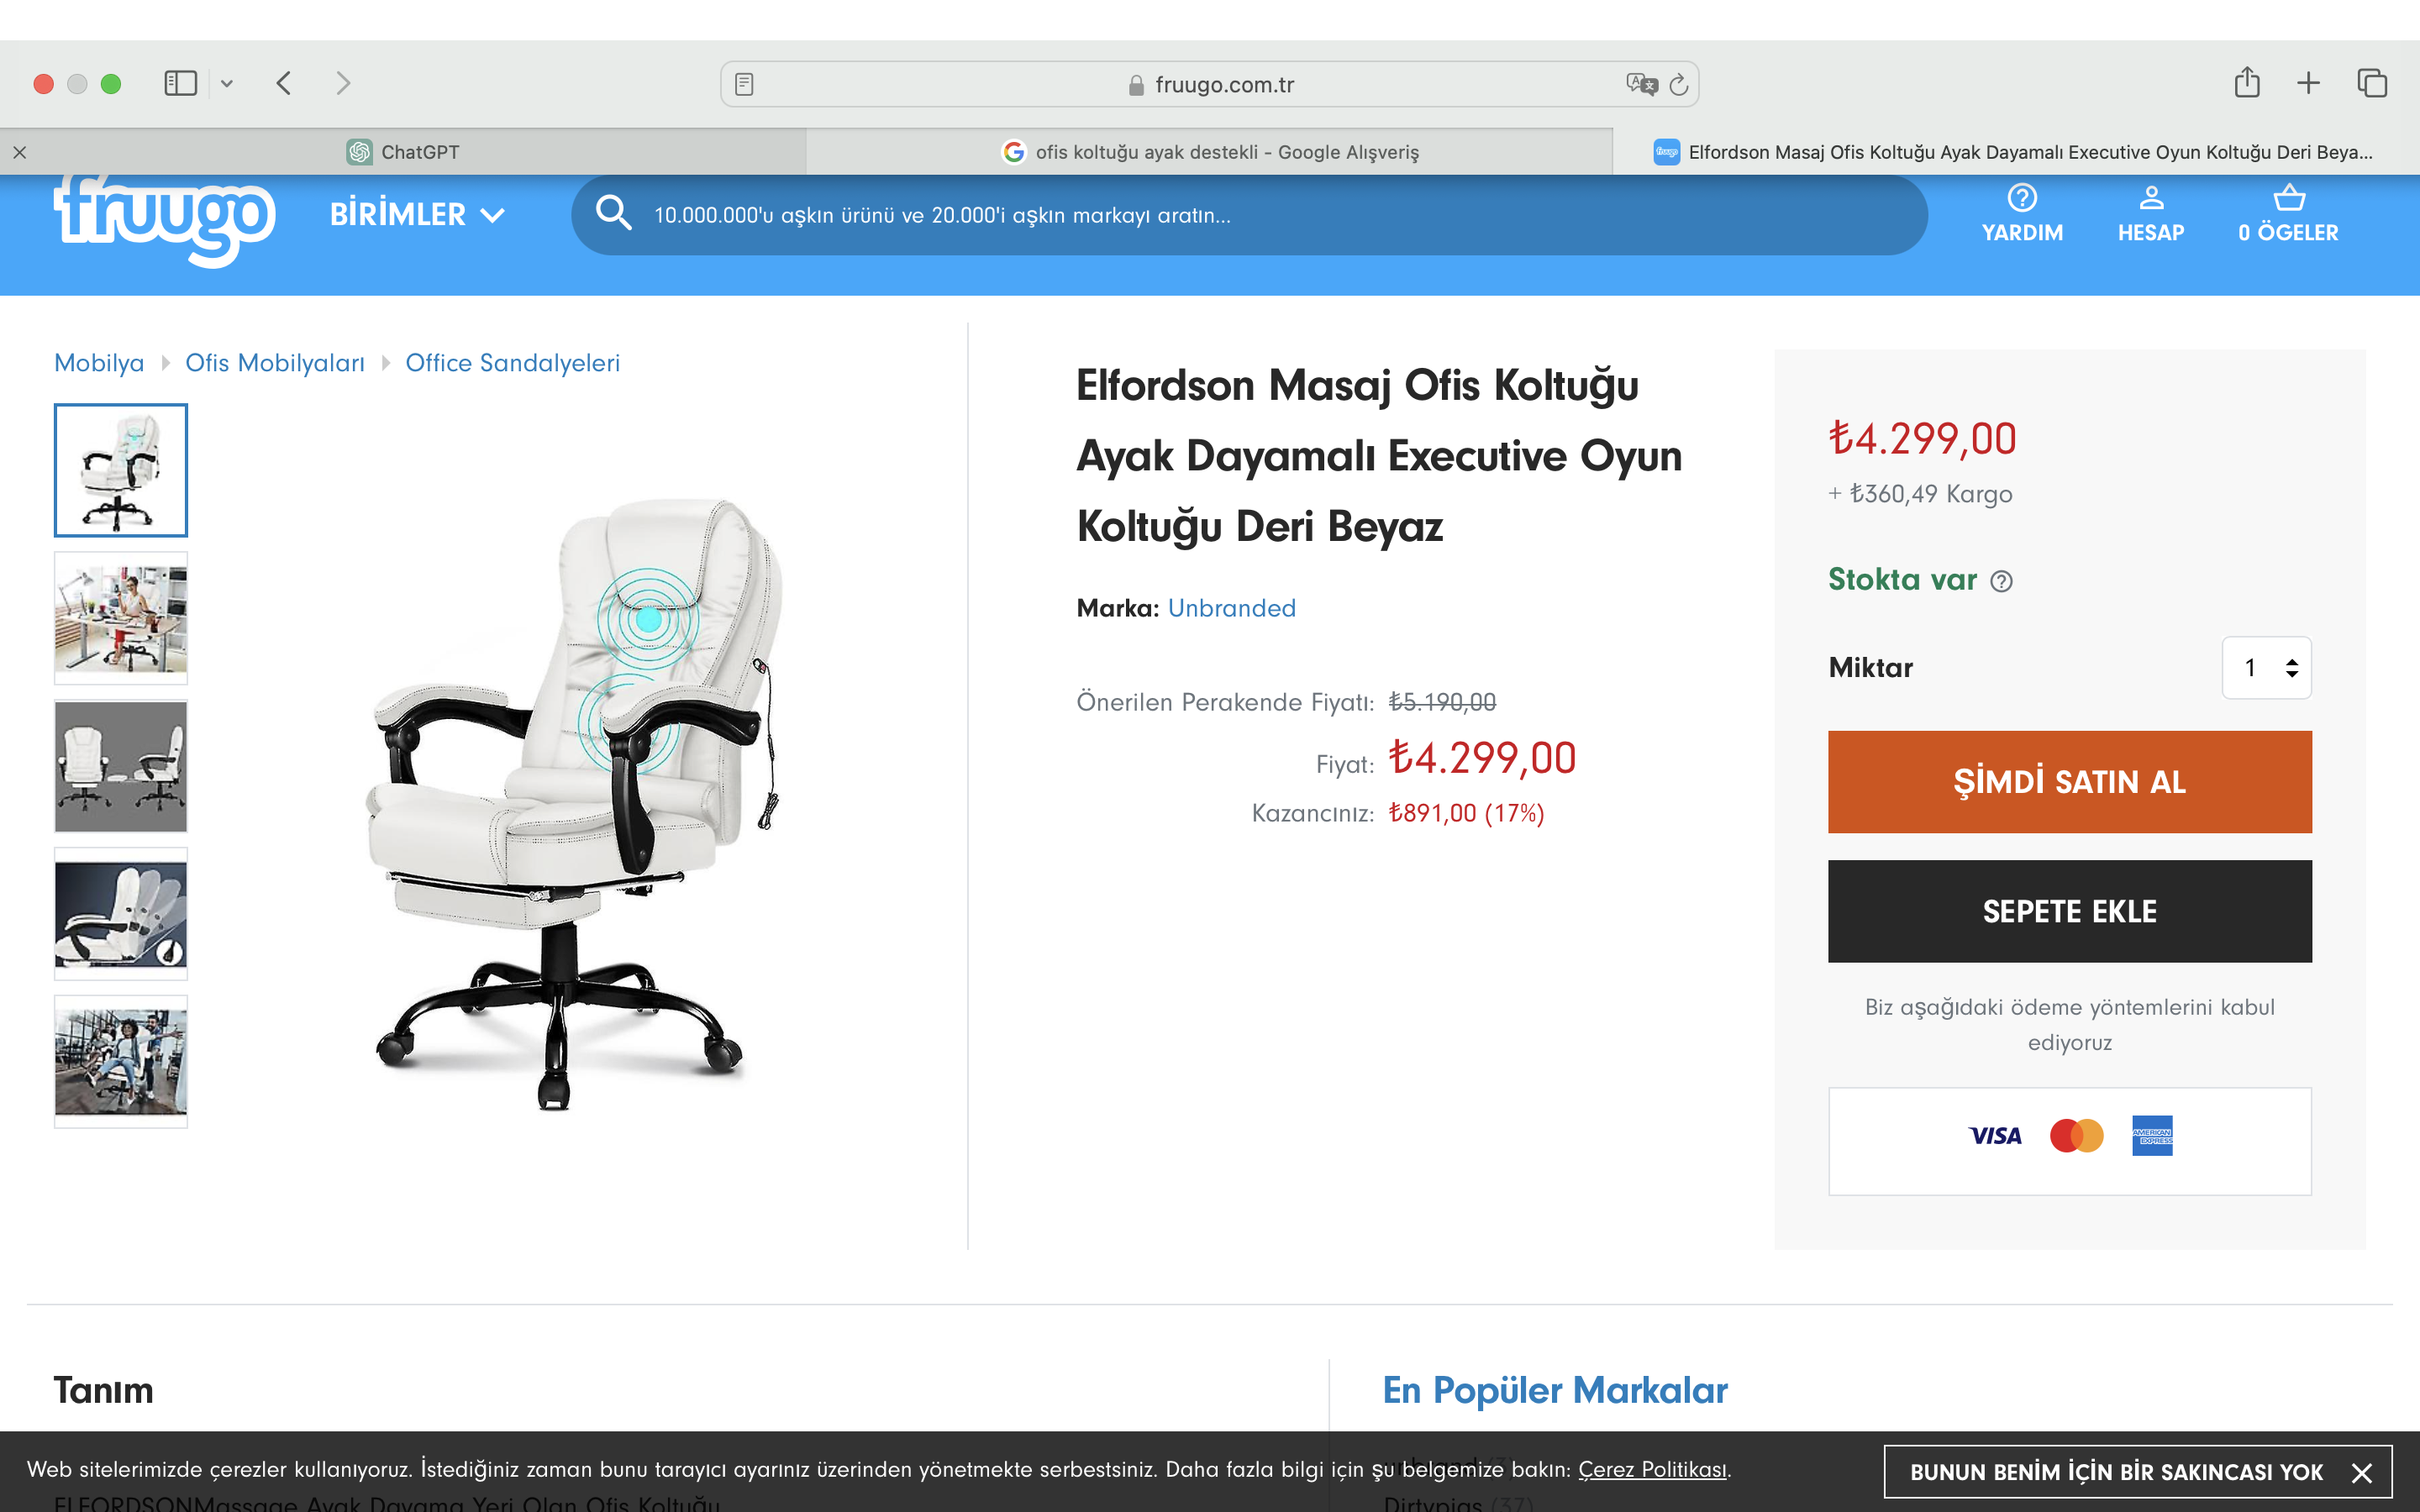 fruugo.com.tr
ChatGPT
ofis koltuğu ayak destekli - Google Alışveriş
Elfordson Masaj Ofis Koltuğu Ayak Dayamalı Executive Oyun Koltuğu Deri Beya...
fruugo
BİRİMLER
10.000.000'u aşkın ürünü ve 20.000'i aşkın markayı aratın...
YARDIM
HESAP
0 ÖGELER
Mobilya
Ofis Mobilyaları
Office Sandalyeleri
Elfordson Masaj Ofis Koltuğu
Ayak Dayamalı Executive Oyun
Koltuğu Deri Beyaz
Marka: Unbranded
Önerilen Perakende Fiyatı: ₺5.190,00
Fiyat: ₺4.299,00
Kazancınız: ₺891,00 (17%)
₺4.299,00
+ ₺360,49 Kargo
Stokta var
Miktar
1
ŞİMDİ SATIN AL
SEPETE EKLE
Biz aşağıdaki ödeme yöntemlerini kabul
ediyoruz
VISA
AMERICAN
EXPRESS
Tanım
En Popüler Markalar
Web sitelerimizde çerezler kullanıyoruz. İstediğiniz zaman bunu tarayıcı ayarınız üzerinden yönetmekte serbestsiniz. Daha fazla bilgi için şu belgemize bakın: Çerez Politikası.
BUNUN BENİM İÇİN BİR SAKINCASI YOK
ELFORDSONMassage Ayak Dayama Yeri Olan Ofis Koltuğu
Dirtypigs (37)